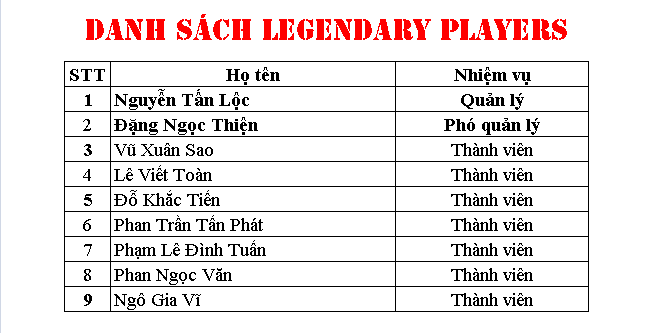 DANH SÁCH LEGENDARY PLAYERS
STT Họ tên Nhiệm vụ
1 Nguyễn Tấn Lộc Quản lý
2 Đặng Ngọc Thiện Phó quản lý
3 Vũ Xuân Sao Thành viên
4 Lê Viết Toàn Thành viên
5 Đỗ Khắc Tiến Thành viên
6 Phan Trần Tấn Phát Thành viên
7 Phạm Lê Đình Tuấn Thành viên
8 Phan Ngọc Văn Thành viên
9 Ngô Gia Vĩ Thành viên